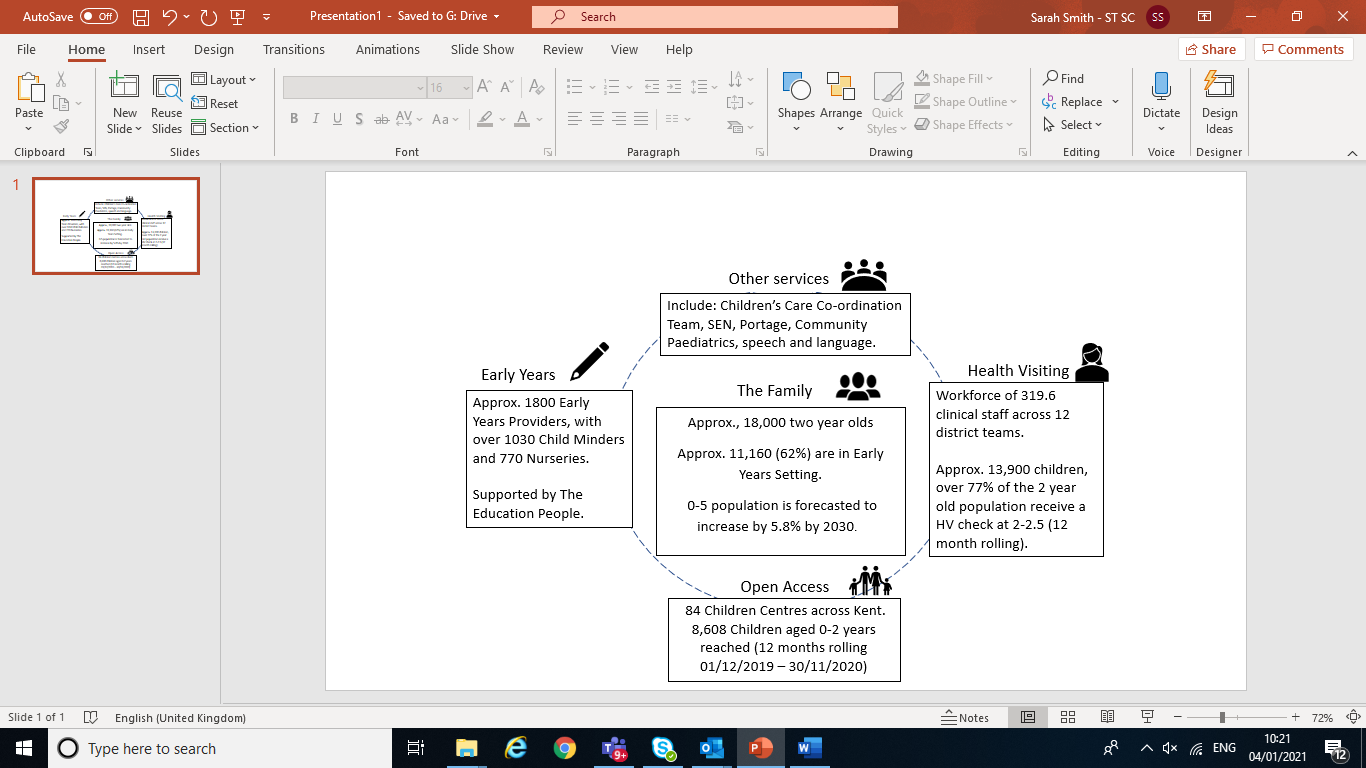 AutoSave Off Presentation1 - Saved to G: Drive Search Sarah Smith - ST SC SS
File Home Insert Design Transitions Animations Slide Show Review View Help Share Comments
Paste
Clipboard
New Slide
Reuse Slides
Layout
Reset
Section
Slides
16
B I U S ab AV Aa A
Font
Paragraph
Shapes
Arrange
Quick Styles
Shape Fill
Shape Outline
Shape Effects
Drawing
Find
Replace
Select
Editing
Dictate
Voice
Design Ideas
Designer
1
Other services
Include: Children’s Care Co-ordination
Team, SEN, Portage, Community
Paediatrics, speech and language.
Early Years
Approx. 1800 Early
Years Providers, with
over 1030 Child Minders
and 770 Nurseries.
Supported by The
Education People.
The Family
Approx., 18,000 two year olds
Approx. 11,160 (62%) are in Early
Years Setting.
0-5 population is forecasted to
increase by 5.8% by 2030.
Health Visiting
Workforce of 319.6
clinical staff across 12
district teams.
Approx. 13,900 children,
over 77% of the 2 year
old population receive a
HV check at 2-2.5 (12
month rolling).
Open Access
84 Children Centres across Kent.
8,608 Children aged 0-2 years
reached (12 months rolling
01/12/2019 – 30/11/2020)
Slide 1 of 1 English (United Kingdom) Notes 72%
Type here to search 9+ ENG 10:21
04/01/2021 12